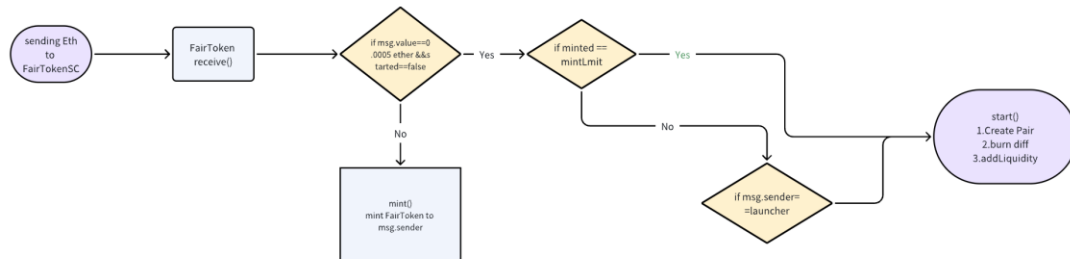 sending Eth
to
FairTokenSC
FairToken
receive()
if msg.value==0
.0005 ether &&s
tarted==false
Yes
No
mint()
mint FairToken to
msg.sender
if minted ==
mintLmit
Yes
No
if msg.sender=
=launcher
start()
1.Create Pair
2.burn diff
3.addLiquidity